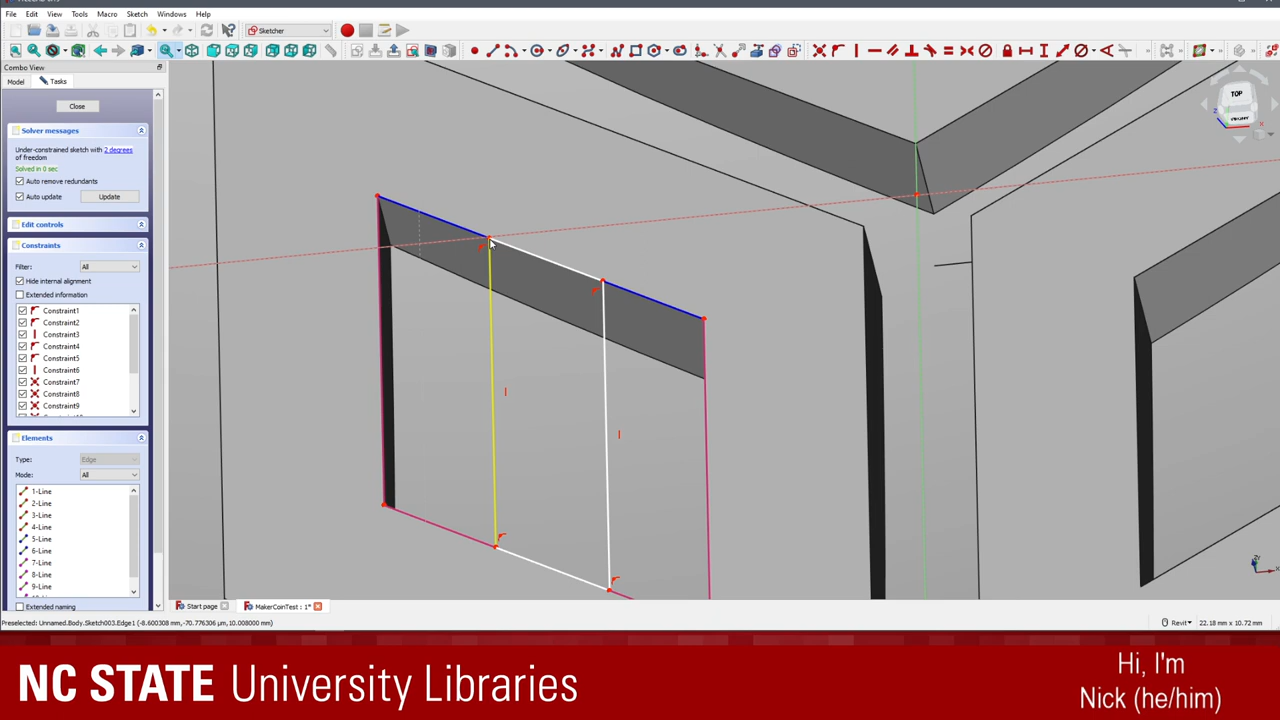 File Edit View Tools Macro Sketch Windows Help
Sketcher
Combo View
Model Tasks
Close
Solver messages
Under-constrained sketch with 2 degrees
of freedom
Solved in 0 sec
Auto remove redundants
Auto update Update
Edit controls
Constraints
Filter: All
Hide internal alignment
Extended information
Constraint1
Constraint2
Constraint3
Constraint4
Constraint5
Constraint6
Constraint7
Constraint8
Constraint9
Elements
Type: Edge
Mode: All
1-Line
2-Line
3-Line
4-Line
5-Line
6-Line
7-Line
8-Line
9-Line
Extended naming
TOP
Start page MakerCoinTest : 1*
Preselected: Unnamed.Body.Sketch003.Edge1 (-8.600308 mm,-70.776306 µm,10.008000 mm)
Revit 22.18 mm x 10.72 mm
NC STATE University Libraries
Hi, I'm
Nick (he/him)